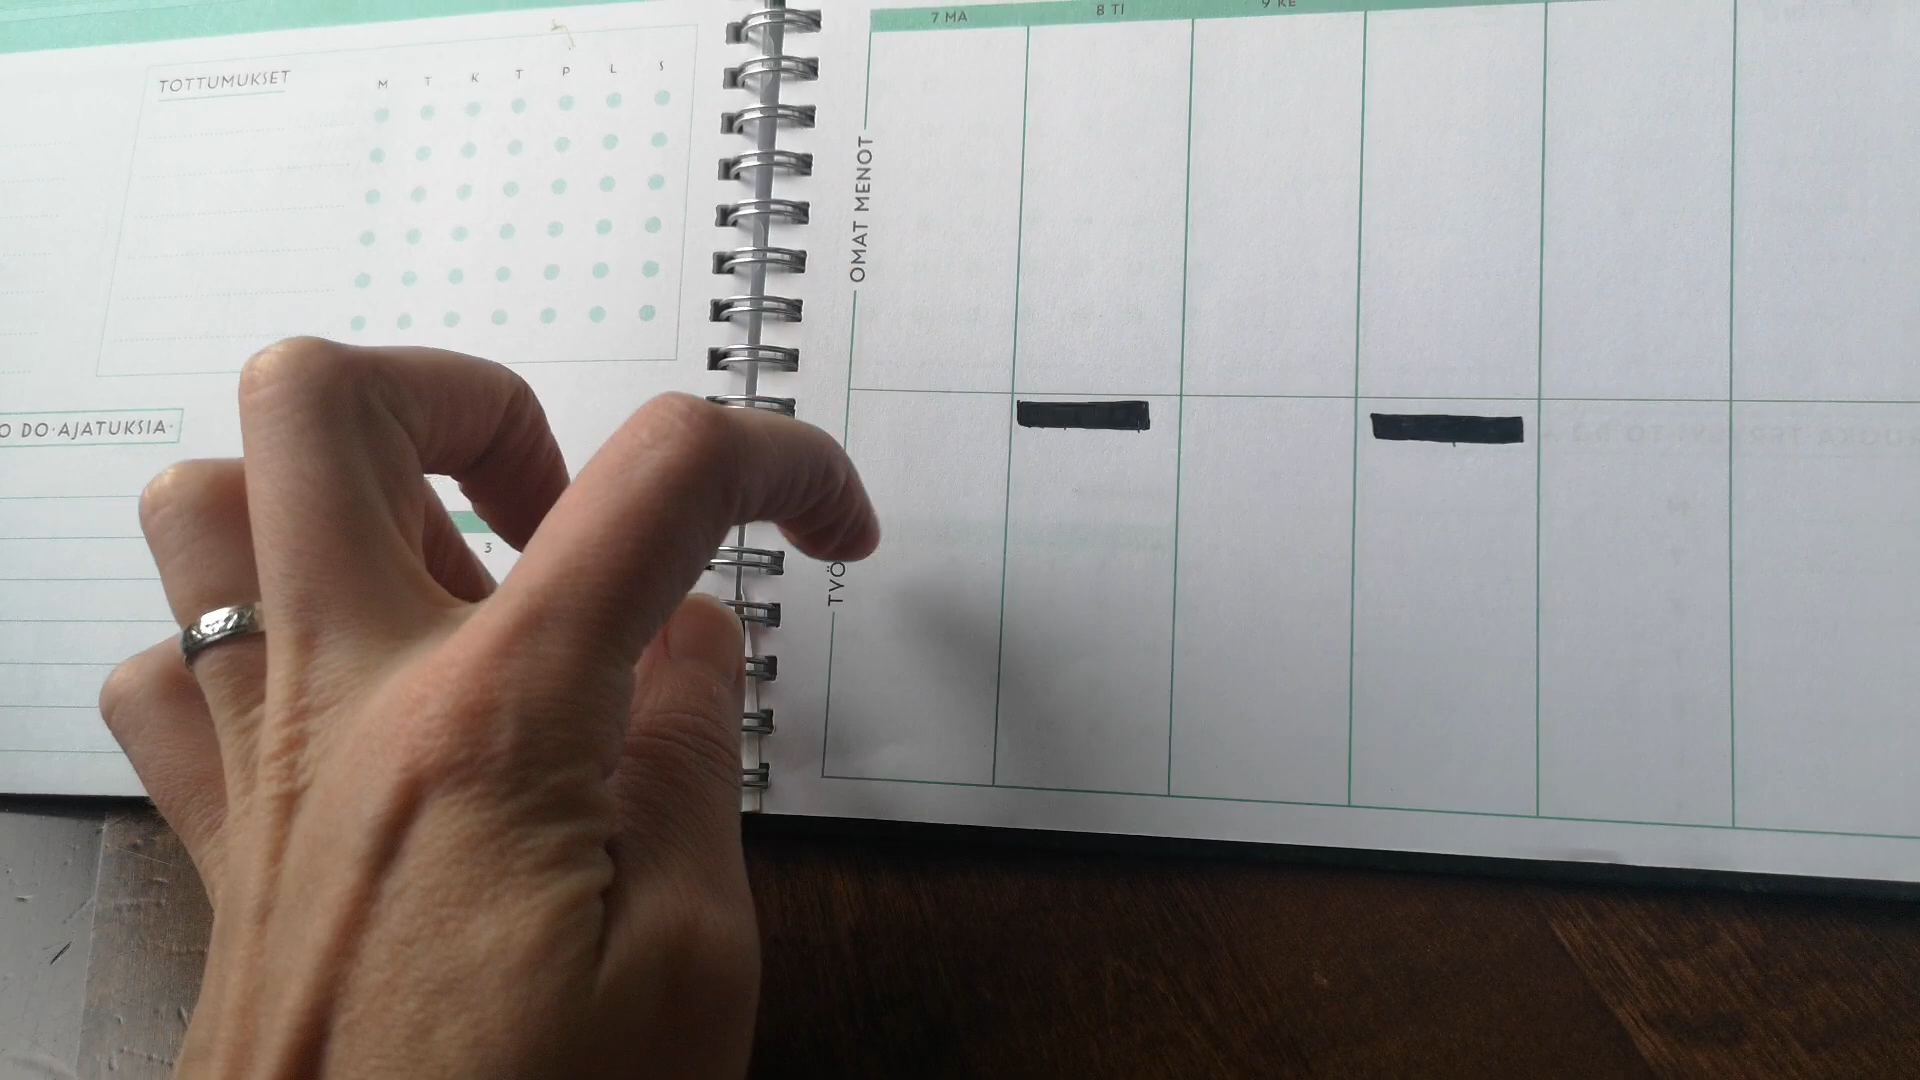 TOTTUMUKSET
M T K T P L S
O DO·AJATUKSIA·
3
7 MA
8 TI
9 KE
OMAT MENOT
TYÖ